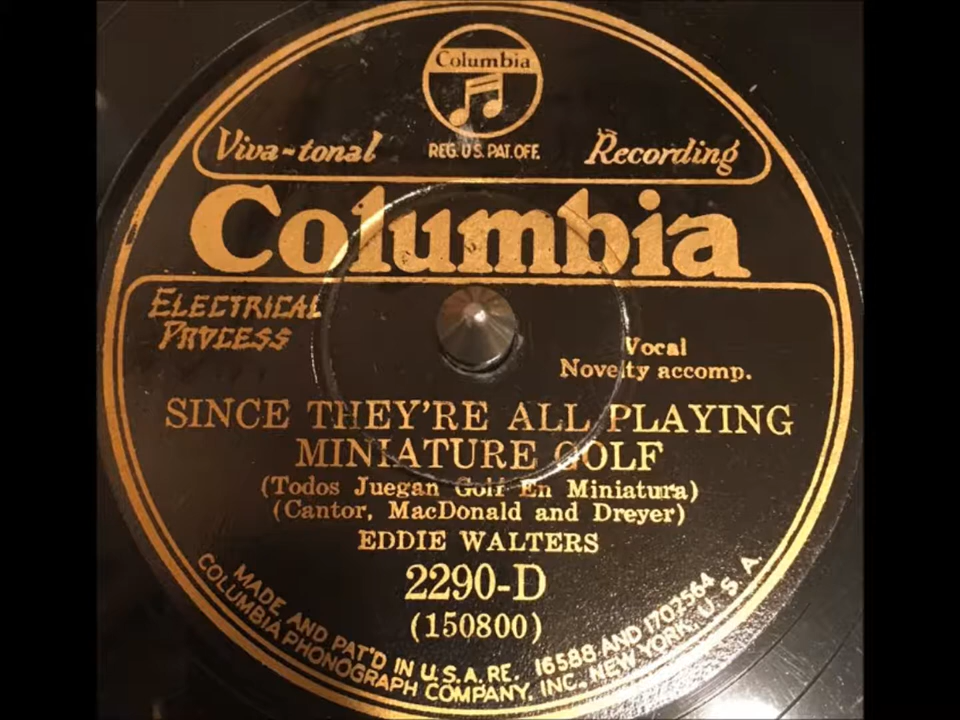 Columbia
REG. U.S. PAT. OFF.
Viva-tonal Recording
Columbia
ELECTRICAL
PROCESS
Vocal
Novelty accomp.
SINCE THEY'RE ALL PLAYING
MINIATURE GOLF
(Todos Juegan Golf En Miniatura)
(Cantor, MacDonald and Dreyer)
EDDIE WALTERS
2290-D
(150800)
MADE AND PAT'D IN U.S.A. RE. 16588 AND 1702564
COLUMBIA PHONOGRAPH COMPANY, INC., NEW YORK, U. S. A.